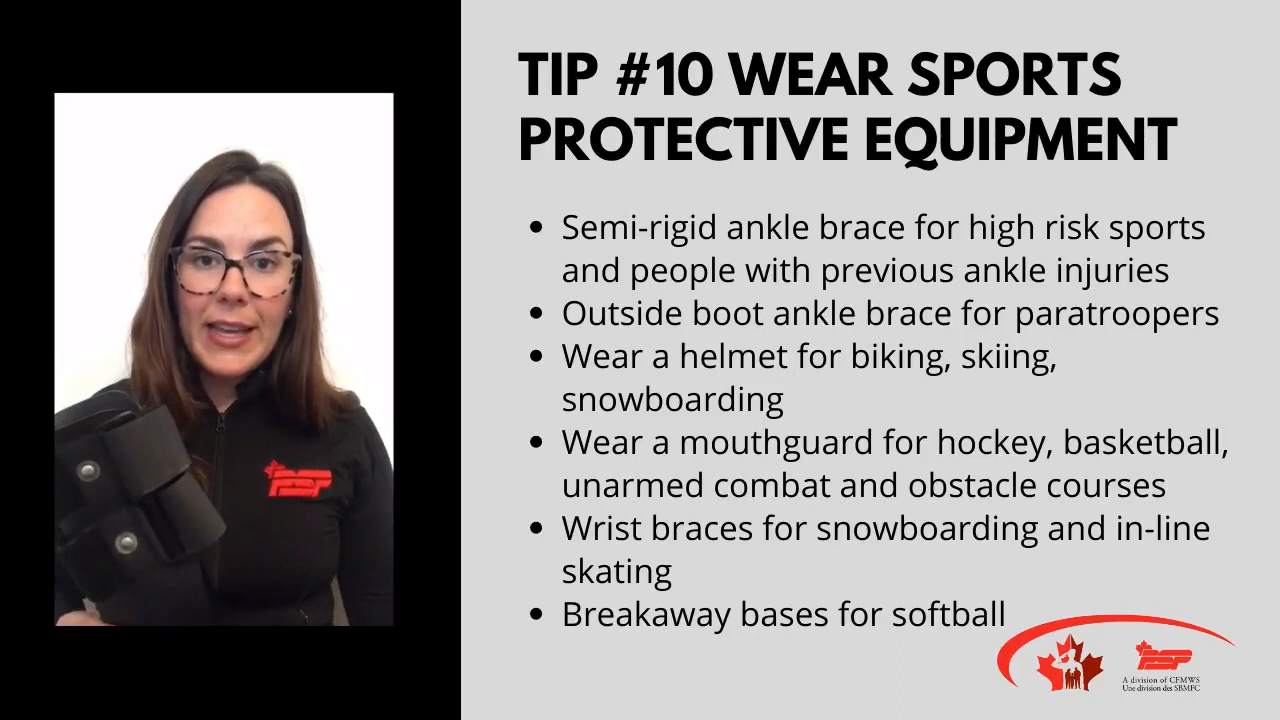 TIP #10 WEAR SPORTS
PROTECTIVE EQUIPMENT
• Semi-rigid ankle brace for high risk sports
and people with previous ankle injuries
• Outside boot ankle brace for paratroopers
• Wear a helmet for biking, skiing,
snowboarding
• Wear a mouthguard for hockey, basketball,
unarmed combat and obstacle courses
• Wrist braces for snowboarding and in-line
skating
• Breakaway bases for softball
PSP
PSP
A division of CFMWS
Une division des SBMFC